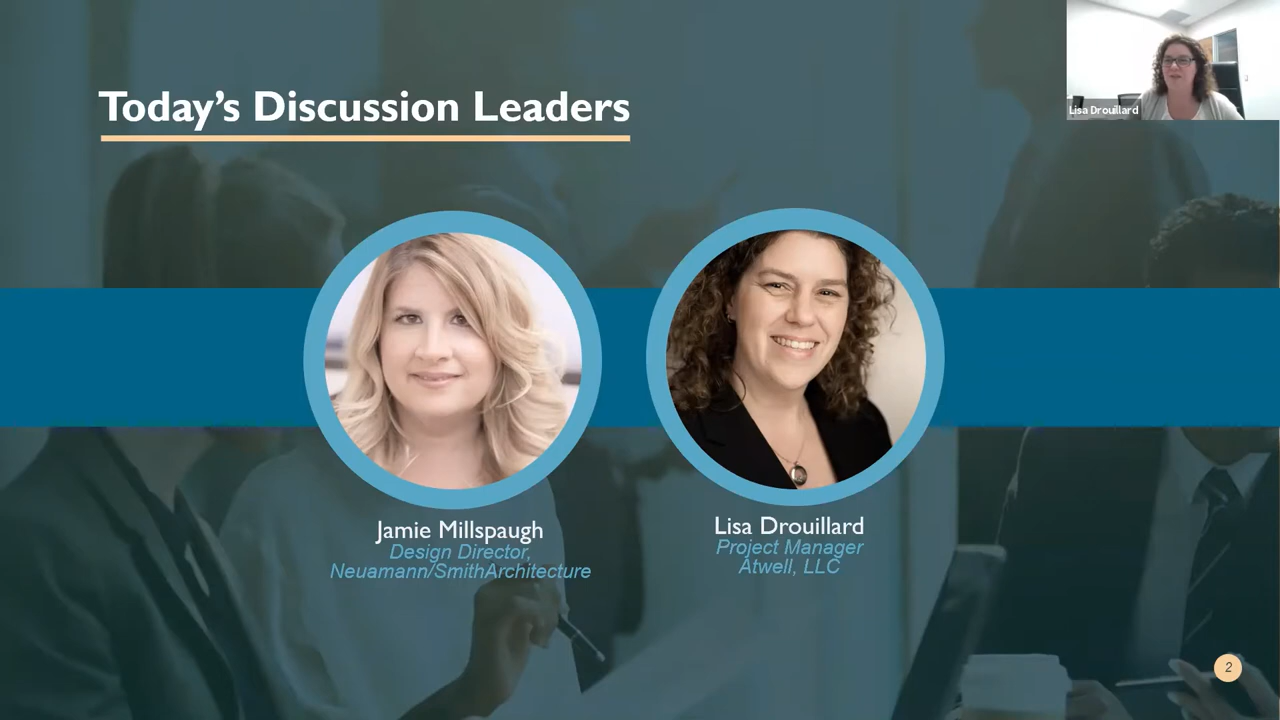 Today's Discussion Leaders
Lisa Drouillard
Jamie Millspaugh
Design Director,
Neuamann/SmithArchitecture
Lisa Drouillard
Project Manager
Atwell, LLC
2